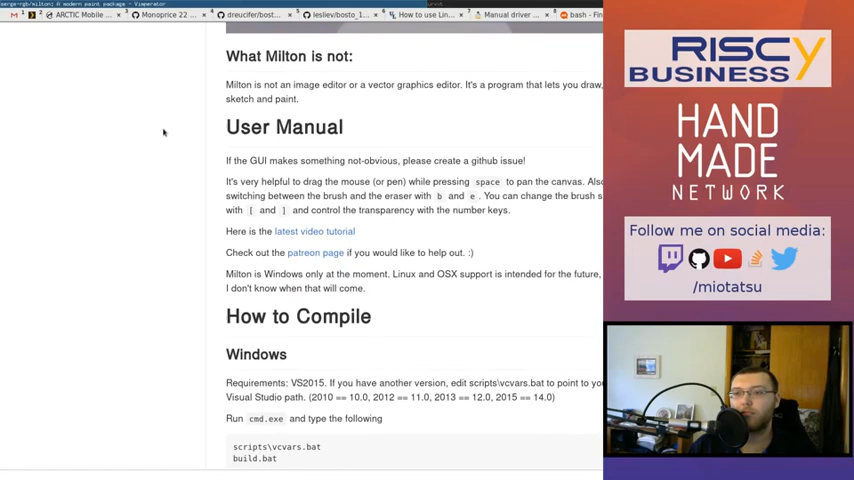 serge-rgb/milton: A modern paint package - Vimperator
ARCTIC Mobile ...
Monoprice 22 ...
dreucifer/bost...
lesliev/bosto_1...
How to use Lin...
Manual driver ...
bash - Fin
What Milton is not:
Milton is not an image editor or a vector graphics editor. It's a program that lets you draw,
sketch and paint.
User Manual
If the GUI makes something not-obvious, please create a github issue!
It's very helpful to drag the mouse (or pen) while pressing space to pan the canvas. Also
switching between the brush and the eraser with b and e. You can change the brush s
with [ and ] and control the transparency with the number keys.
Here is the latest video tutorial
Check out the patreon page if you would like to help out. :)
Milton is Windows only at the moment. Linux and OSX support is intended for the future,
I don't know when that will come.
How to Compile
Windows
Requirements: VS2015. If you have another version, edit scripts\vcvars.bat to point to you
Visual Studio path. (2010 == 10.0, 2012 == 11.0, 2013 == 12.0, 2015 == 14.0)
Run cmd.exe and type the following
scripts\vcvars.bat
build.bat
RISCY
BUSINESS
HAND
MADE
NETWORK
Follow me on social media:
/miotatsu